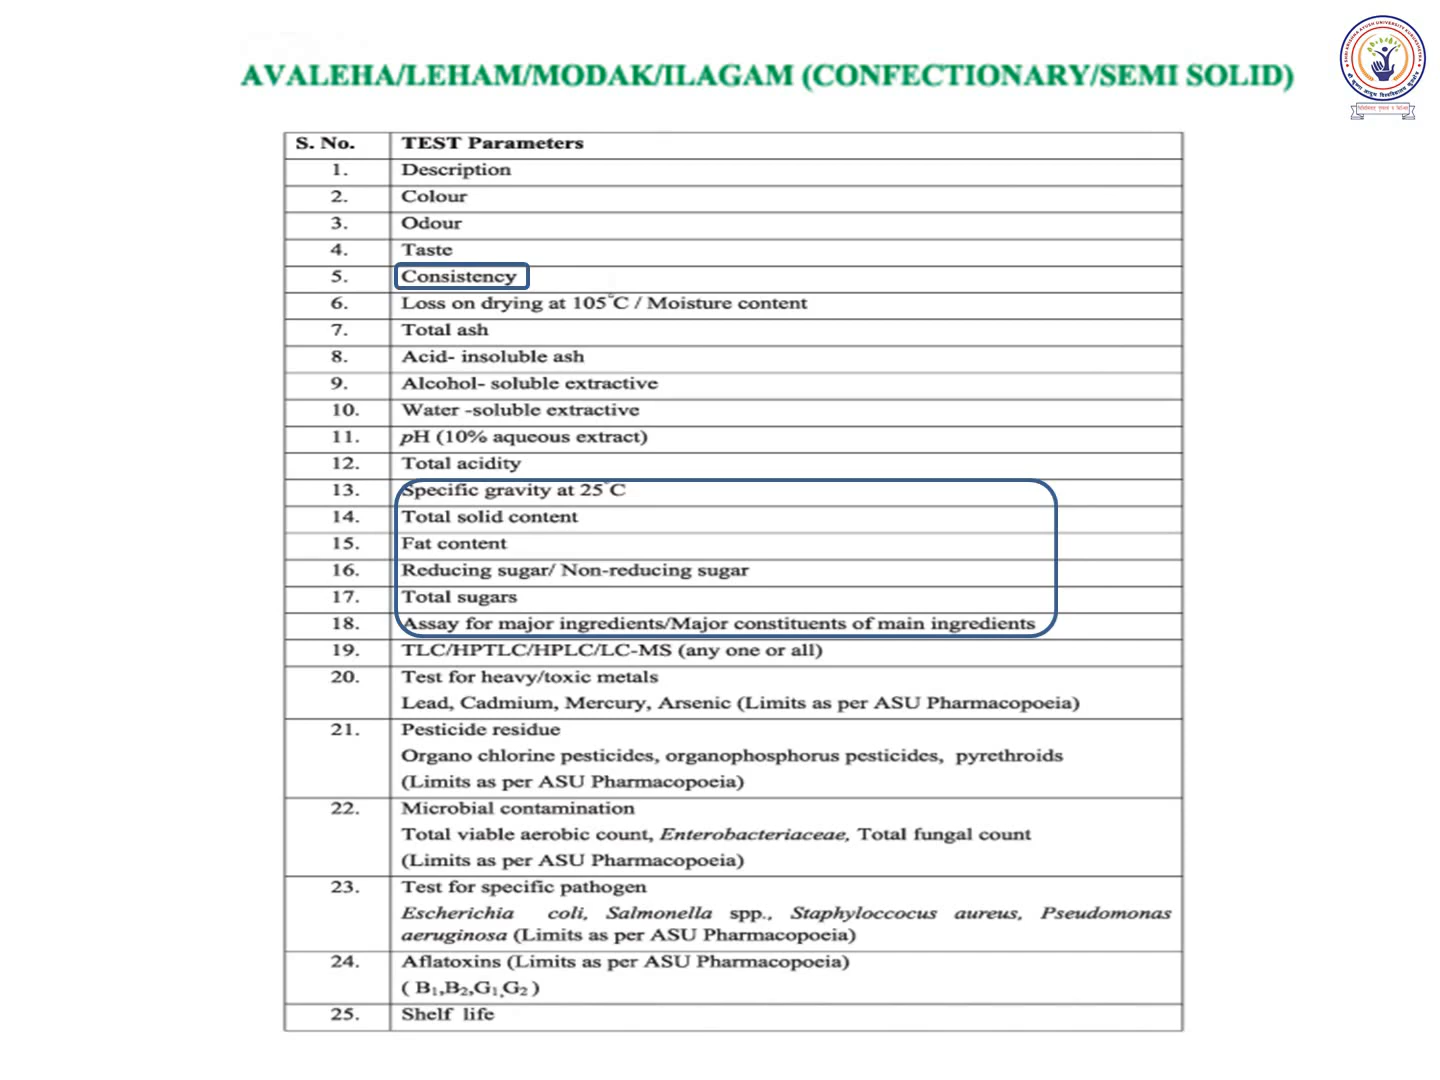 AVALEHA/LEHAM/MODAK/ILAGAM (CONFECTIONARY/SEMI SOLID)
S. No. TEST Parameters
1. Description
2. Colour
3. Odour
4. Taste
5. Consistency
6. Loss on drying at 105°C / Moisture content
7. Total ash
8. Acid- insoluble ash
9. Alcohol- soluble extractive
10. Water -soluble extractive
11. pH (10% aqueous extract)
12. Total acidity
13. Specific gravity at 25°C
14. Total solid content
15. Fat content
16. Reducing sugar/ Non-reducing sugar
17. Total sugars
18. Assay for major ingredients/Major constituents of main ingredients
19. TLC/HPTLC/HPLC/LC-MS (any one or all)
20. Test for heavy/toxic metals
Lead, Cadmium, Mercury, Arsenic (Limits as per ASU Pharmacopoeia)
21. Pesticide residue
Organo chlorine pesticides, organophosphorus pesticides, pyrethroids
(Limits as per ASU Pharmacopoeia)
22. Microbial contamination
Total viable aerobic count, Enterobacteriaceae, Total fungal count
(Limits as per ASU Pharmacopoeia)
23. Test for specific pathogen
Escherichia coli, Salmonella spp., Staphyloccocus aureus, Pseudomonas
aeruginosa (Limits as per ASU Pharmacopoeia)
24. Aflatoxins (Limits as per ASU Pharmacopoeia)
( B₁,B₂,G₁,G₂ )
25. Shelf life